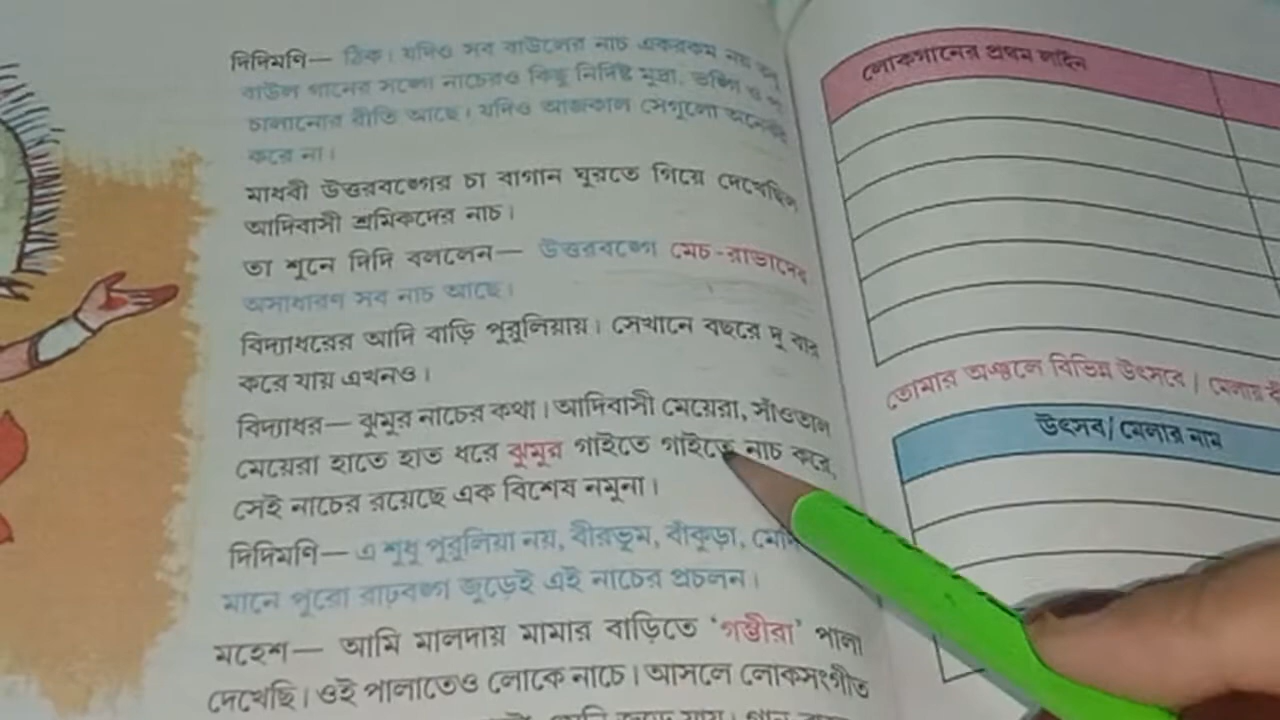 দিদিমণি— ঠিক। যদিও সব বাউলের নাচ একরকম নয়
বাউল গানের সঙ্গে নাচেরও কিছু নির্দিষ্ট মুদ্রা, ভঙ্গি ও
চালানোর রীতি আছে। যদিও আজকাল সেগুলো
করে না।
মাধবী উত্তরবঙ্গের চা বাগান ঘুরতে গিয়ে দেখেছিল
আদিবাসী শ্রমিকদের নাচ।
তা শুনে দিদি বললেন— উত্তরবঙ্গে মেচ-রাভাদের
অসাধারণ সব নাচ আছে।
বিদ্যাধরের আদি বাড়ি পুরুলিয়ায়। সেখানে বছরে দু বার
করে যায় এখনও।
বিদ্যাধর— ঝুমুর নাচের কথা। আদিবাসী মেয়েরা, সাঁওতাল
মেয়েরা হাতে হাত ধরে ঝুমুর গাইতে গাইতে নাচ করে,
সেই নাচের রয়েছে এক বিশেষ নমুনা।
দিদিমণি— এ শুধু পুরুলিয়া নয়, বীরভূম, বাঁকুড়া,
মানে পুরো রাঢ়বঙ্গ জুড়েই এই নাচের প্রচলন।
মহেশ— আমি মালদায় মামার বাড়িতে ‘গম্ভীরা’ পালা
দেখেছি। ওই পালাতেও লোকে নাচে। আসলে লোকসংগীত
লোকগানের প্রথম লাইন
তোমার অঞ্চলে বিভিন্ন উৎসবে / মেলার
উৎসব/মেলার নাম